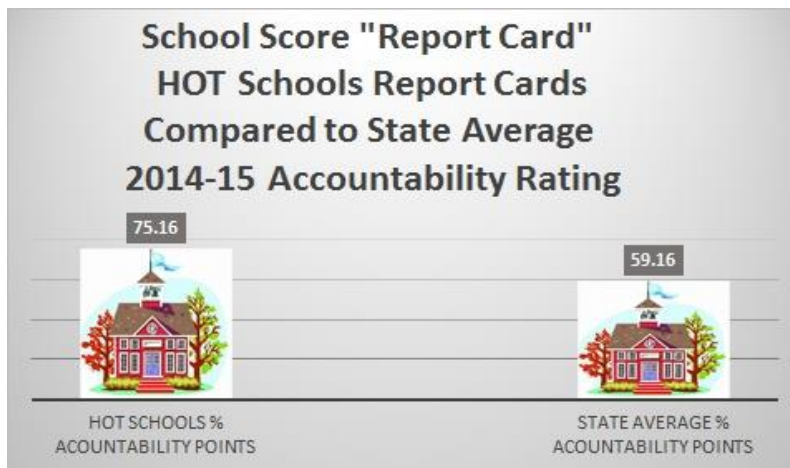 School Score "Report Card"
HOT Schools Report Cards
Compared to State Average
2014-15 Accountability Rating
75.16
59.16
HOT SCHOOLS %
ACOUNTABILITY POINTS
STATE AVERAGE %
ACOUNTABILITY POINTS